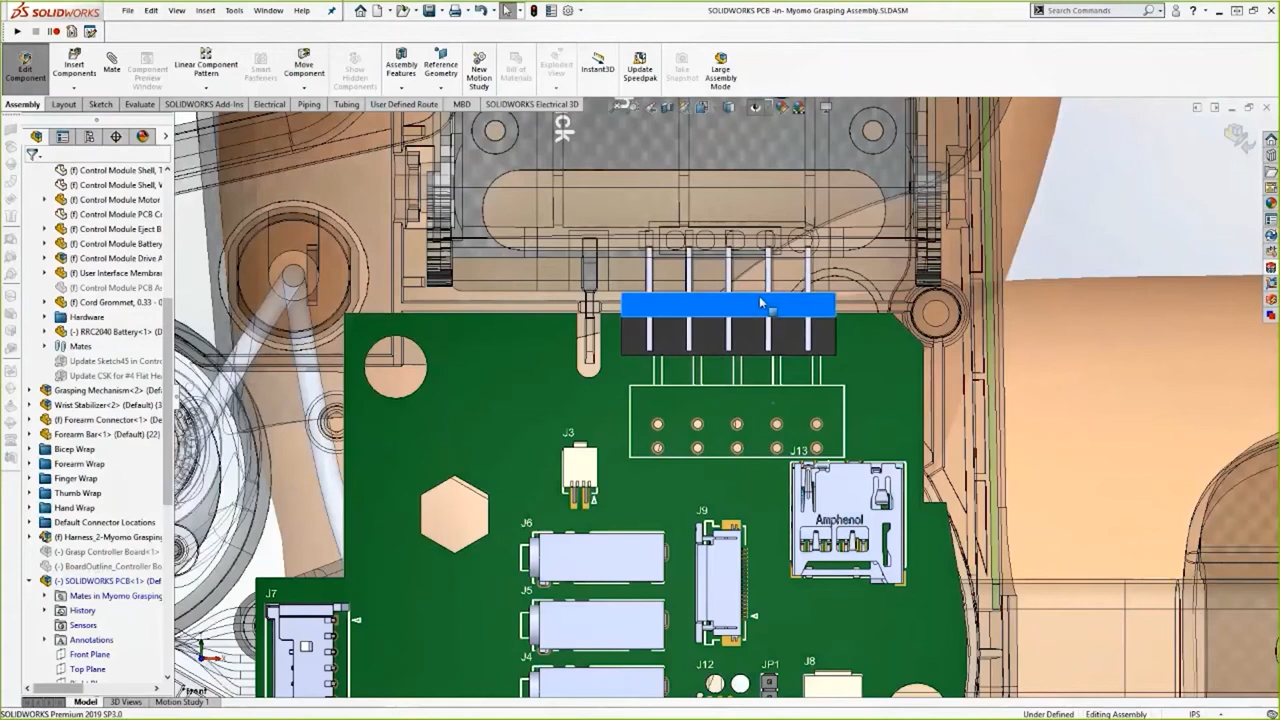 SOLIDWORKS
File Edit View Insert Tools Window Help
SOLIDWORKS PCB -in- Myomo Grasping Assembly.SLDASM
Search Commands
Edit Component
Insert Components
Mate
Component Preview Window
Linear Component Pattern
Smart Fasteners
Move Component
Show Hidden Components
Assembly Features
Reference Geometry
New Motion Study
Bill of Materials
Exploded View
Instant3D
Update Speedpak
Take Snapshot
Large Assembly Mode
Assembly Layout Sketch Evaluate SOLIDWORKS Add-Ins Electrical Piping Tubing User Defined Route MBD SOLIDWORKS Electrical 3D
(f) Control Module Shell, T
(f) Control Module Shell, V
(f) Control Module Motor
(f) Control Module PCB Co
(f) Control Module Eject B
(f) Control Module Battery
(f) Control Module Drive A
(f) User Interface Membra
(f) Control Module PCB As
(f) Cord Grommet, 0.33 -
Hardware
(-) RRC2040 Battery<1> (D
Mates
Update Sketch45 in Contro
Update CSK for #4 Flat He
Grasping Mechanism<2> (Def
Wrist Stabilizer<2> (Default) {3
(f) Forearm Connector<1> (De
Forearm Bar<1> (Default) {22}
Bicep Wrap
Forearm Wrap
Finger Wrap
Thumb Wrap
Hand Wrap
Default Connector Locations
(f) Harness_2-Myomo Grasping
(-) Grasp Controller Board<1>
(-) BoardOutline_Controller Bo
(-) SOLIDWORKS PCB<1> (Def
Mates in Myomo Grasping
History
Sensors
Annotations
Front Plane
Top Plane
CK
J3
J13
Amphenol
J9
J6
J5
J4
J7
J12
JP1
J8
*Front
Model 3D Views Motion Study 1
SOLIDWORKS Premium 2019 SP3.0
Under Defined Editing Assembly IPS